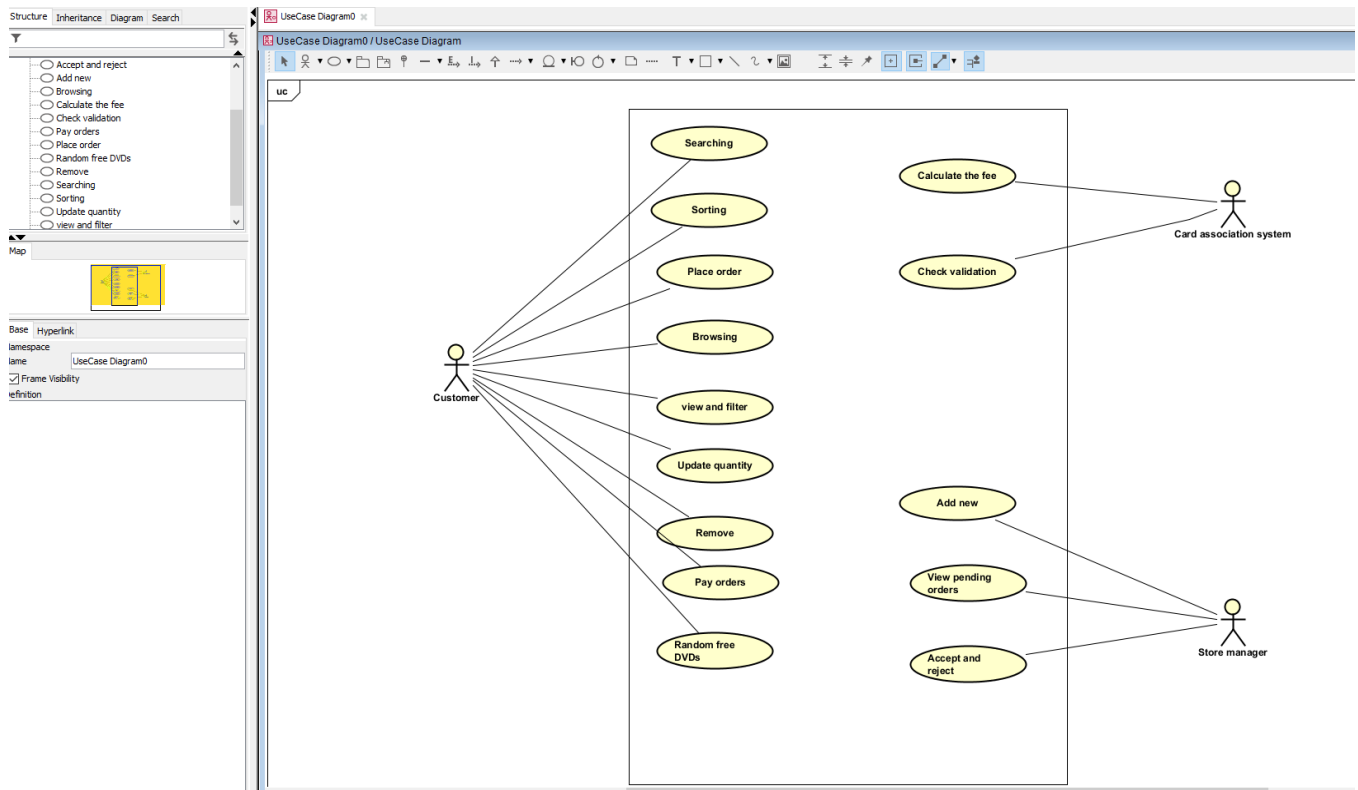 Structure Inheritance Diagram Search
UseCase Diagram0
UseCase Diagram0 / UseCase Diagram
Accept and reject
Add new
Browsing
Calculate the fee
Check validation
Pay orders
Place order
Random free DVDs
Remove
Searching
Sorting
Update quantity
view and filter
Map
Base Hyperlink
Namespace
Name UseCase Diagram0
Frame Visibility
Definition
uc
Searching
Sorting
Place order
Browsing
view and filter
Update quantity
Remove
Pay orders
Random free
DVDs
Customer
Calculate the fee
Check validation
Card association system
Add new
View pending
orders
Accept and
reject
Store manager